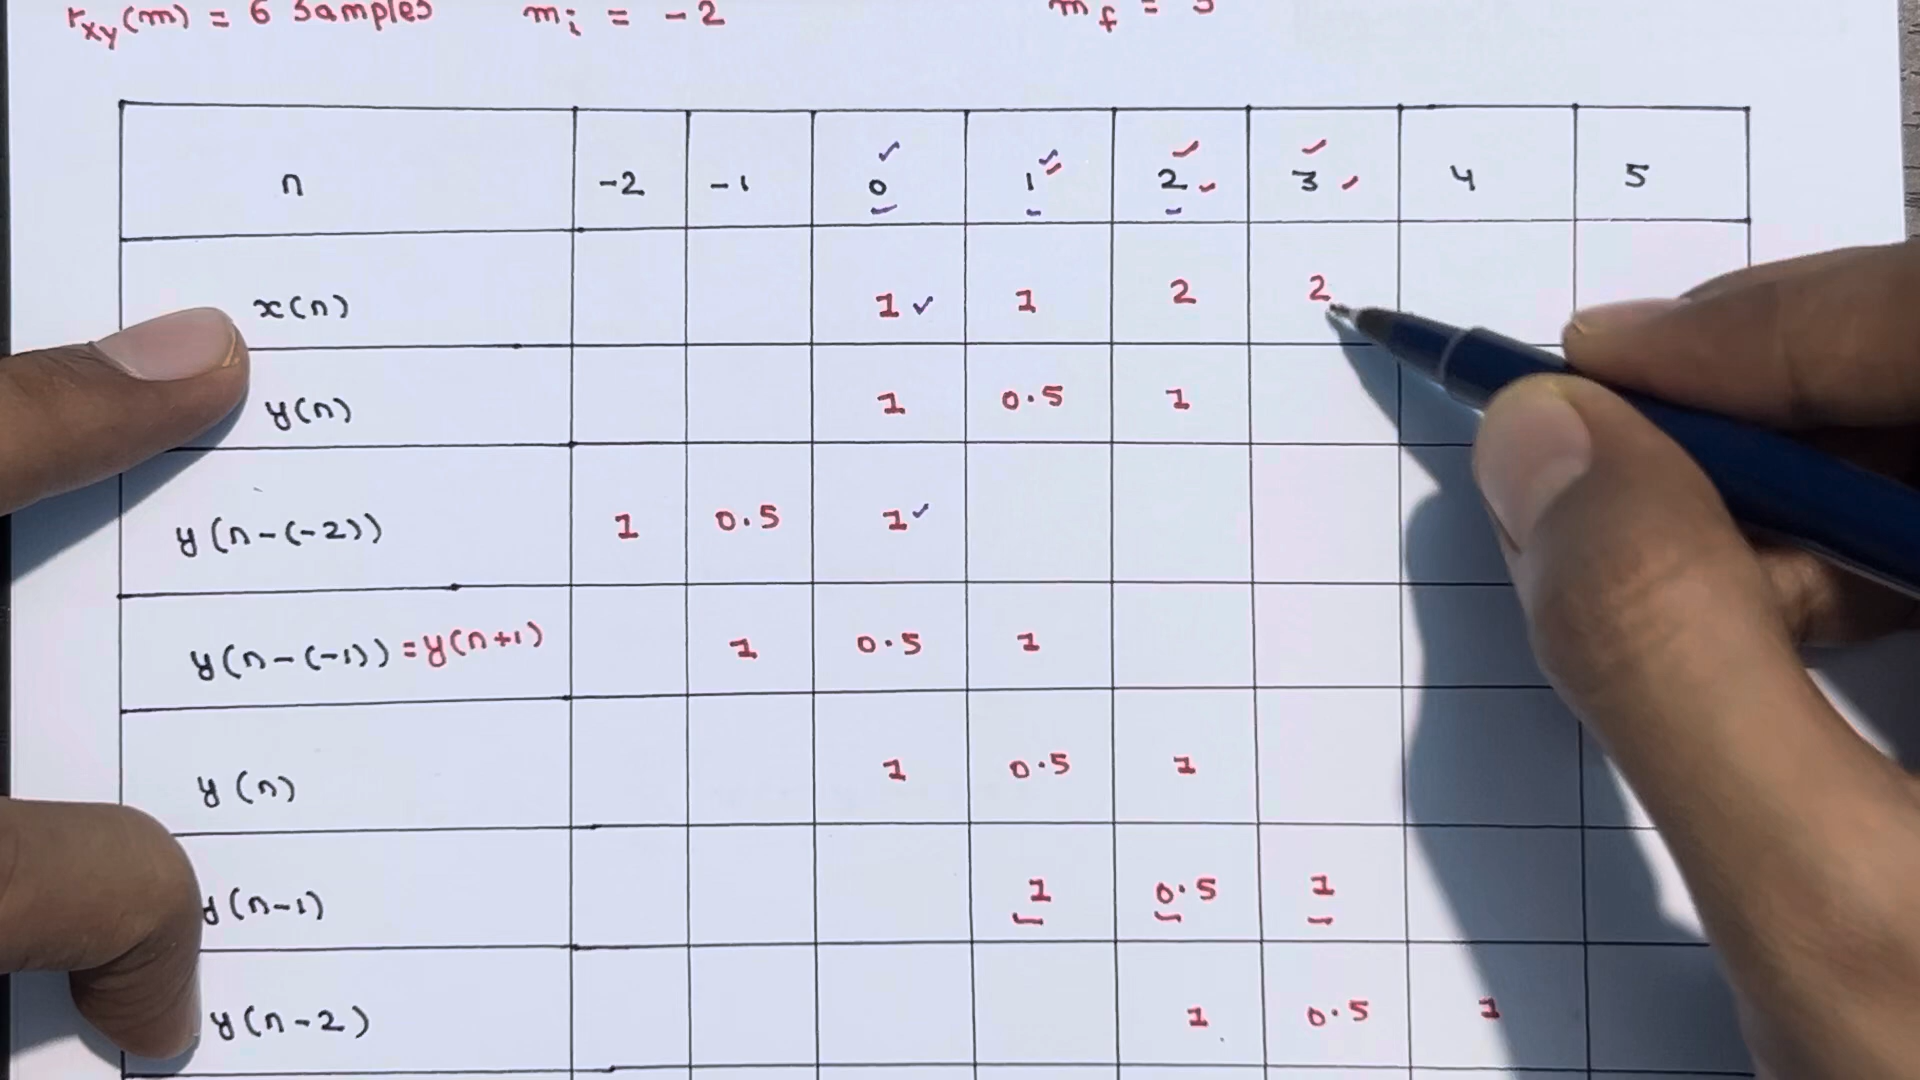 rxy(m) = 6 samples mi = -2 mf =
n -2 -1 0 1 2 3 4 5
x(n) 1 1 2 2
y(n) 1 0.5 1
y(n-(-2)) 1 0.5 1
y(n-(-1)) = y(n+1) 1 0.5 1
y(n) 1 0.5 1
(n-1) 1 0.5 1
y(n-2) 1 0.5 1